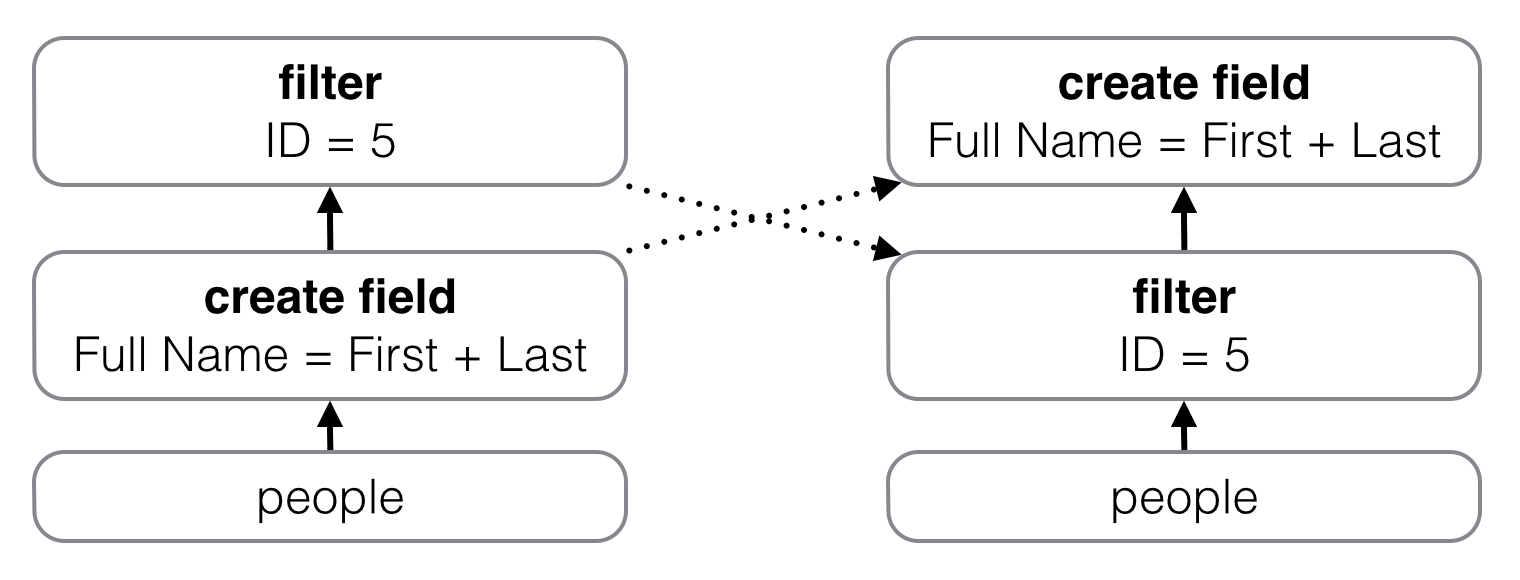 filter
ID = 5
create field
Full Name = First + Last
people
create field
Full Name = First + Last
filter
ID = 5
people